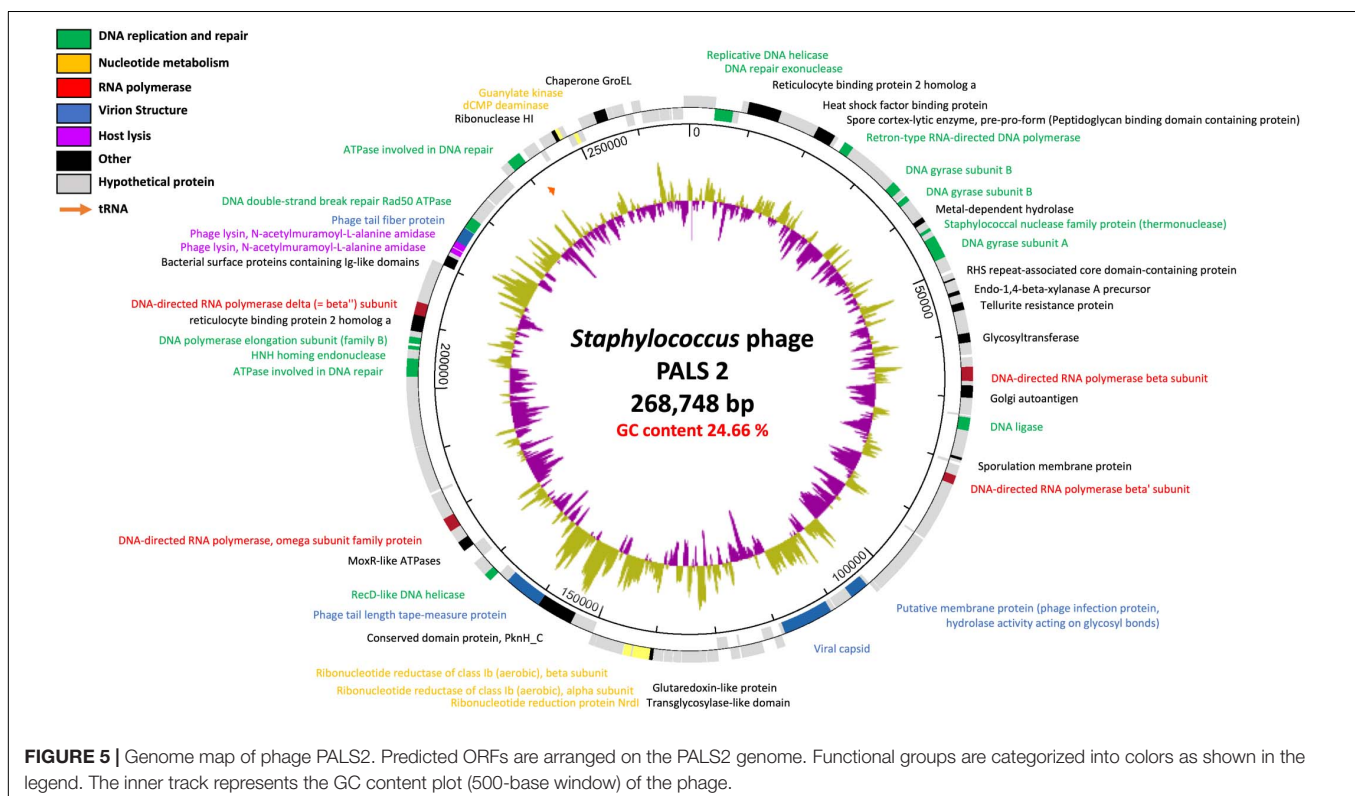 DNA replication and repair
Nucleotide metabolism
RNA polymerase
Virion Structure
Host lysis
Other
Hypothetical protein
tRNA
Replicative DNA helicase
DNA repair exonuclease
Reticulocyte binding protein 2 homolog a
Heat shock factor binding protein
Spore cortex-lytic enzyme, pre-pro-form (Peptidoglycan binding domain containing protein)
Retron-type RNA-directed DNA polymerase
DNA gyrase subunit B
DNA gyrase subunit B
Metal-dependent hydrolase
Staphylococcal nuclease family protein (thermonuclease)
DNA gyrase subunit A
RHS repeat-associated core domain-containing protein
Endo-1,4-beta-xylanase A precursor
Tellurite resistance protein
Glycosyltransferase
DNA-directed RNA polymerase beta subunit
Golgi autoantigen
DNA ligase
Sporulation membrane protein
DNA-directed RNA polymerase beta' subunit
Putative membrane protein (phage infection protein,
hydrolase activity acting on glycosyl bonds)
Viral capsid
Glutaredoxin-like protein
Transglycosylase-like domain
Chaperone GroEL
Guanylate kinase
dCMP deaminase
Ribonuclease HI
ATPase involved in DNA repair
DNA double-strand break repair Rad50 ATPase
Phage tail fiber protein
Phage lysin, N-acetylmuramoyl-L-alanine amidase
Phage lysin, N-acetylmuramoyl-L-alanine amidase
Bacterial surface proteins containing Ig-like domains
DNA-directed RNA polymerase delta (= beta'') subunit
reticulocyte binding protein 2 homolog a
DNA polymerase elongation subunit (family B)
HNH homing endonuclease
ATPase involved in DNA repair
DNA-directed RNA polymerase, omega subunit family protein
MoxR-like ATPases
RecD-like DNA helicase
Phage tail length tape-measure protein
Conserved domain protein, PknH_C
Ribonucleotide reductase of class Ib (aerobic), beta subunit
Ribonucleotide reductase of class Ib (aerobic), alpha subunit
Ribonucleotide reduction protein NrdI
0
50000
100000
150000
200000
250000
Staphylococcus phage
PALS 2
268,748 bp
GC content 24.66 %
FIGURE 5 | Genome map of phage PALS2. Predicted ORFs are arranged on the PALS2 genome. Functional groups are categorized into colors as shown in the
legend. The inner track represents the GC content plot (500-base window) of the phage.